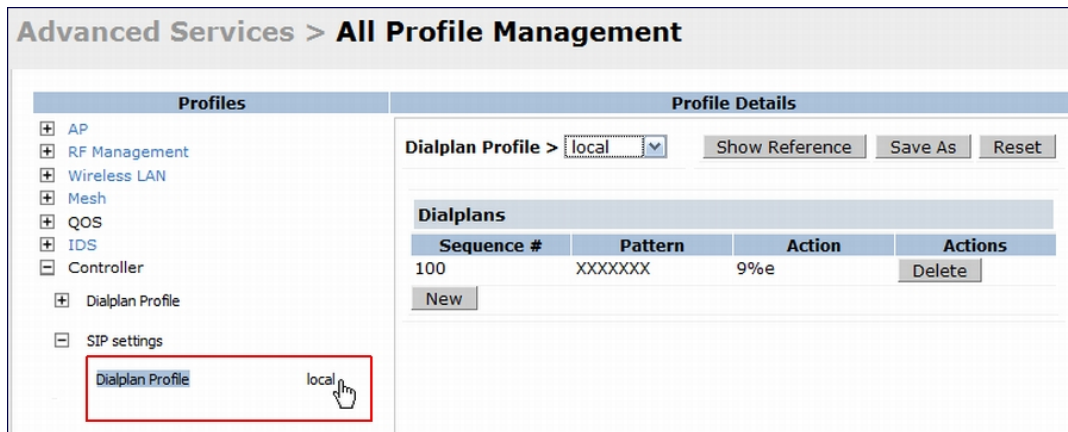 Advanced Services > All Profile Management
Profiles
AP
RF Management
Wireless LAN
Mesh
QOS
IDS
Controller
Dialplan Profile
SIP settings
Dialplan Profile local
Profile Details
Dialplan Profile > local Show Reference Save As Reset
Dialplans
Sequence # Pattern Action Actions
100 XXXXXXX 9%e Delete
New